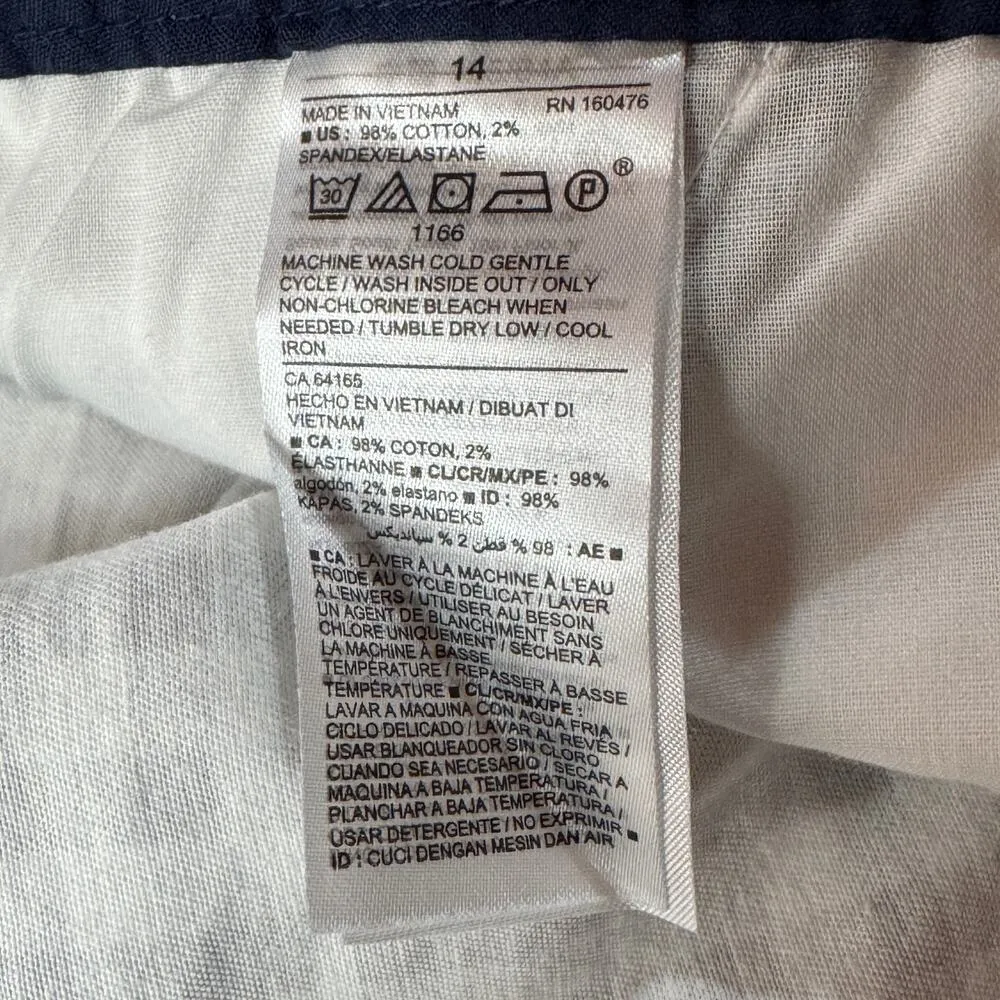 14
MADE IN VIETNAM RN 160476
■ US : 98% COTTON, 2%
SPANDEX/ELASTANE
30 P ®
1166
MACHINE WASH COLD GENTLE
CYCLE / WASH INSIDE OUT / ONLY
NON-CHLORINE BLEACH WHEN
NEEDED / TUMBLE DRY LOW / COOL
IRON
CA 64165
HECHO EN VIETNAM / DIBUAT DI
VIETNAM
■ CA : 98% COTON, 2%
ÉLASTHANNE ■ CL/CR/MX/PE : 98%
algodón, 2% elastano ■ ID : 98%
KAPAS, 2% SPANDEKS
■ AE : 98 % قطن 2 % سباندیكس
■ CA : LAVER À LA MACHINE À L'EAU
FROIDE AU CYCLE DÉLICAT / LAVER
À L'ENVERS / UTILISER AU BESOIN
UN AGENT DE BLANCHIMENT SANS
CHLORE UNIQUEMENT / SÉCHER À
LA MACHINE À BASSE
TEMPÉRATURE / REPASSER À BASSE
TEMPÉRATURE ■ CL/CR/MX/PE :
LAVAR A MAQUINA CON AGUA FRIA
CICLO DELICADO / LAVAR AL REVÉS /
USAR BLANQUEADOR SIN CLORO
CUANDO SEA NECESARIO / SECAR A
MAQUINA A BAJA TEMPERATURA /
PLANCHAR A BAJA TEMPERATURA /
USAR DETERGENTE / NO EXPRIMIR ■
ID : CUCI DENGAN MESIN DAN AIR